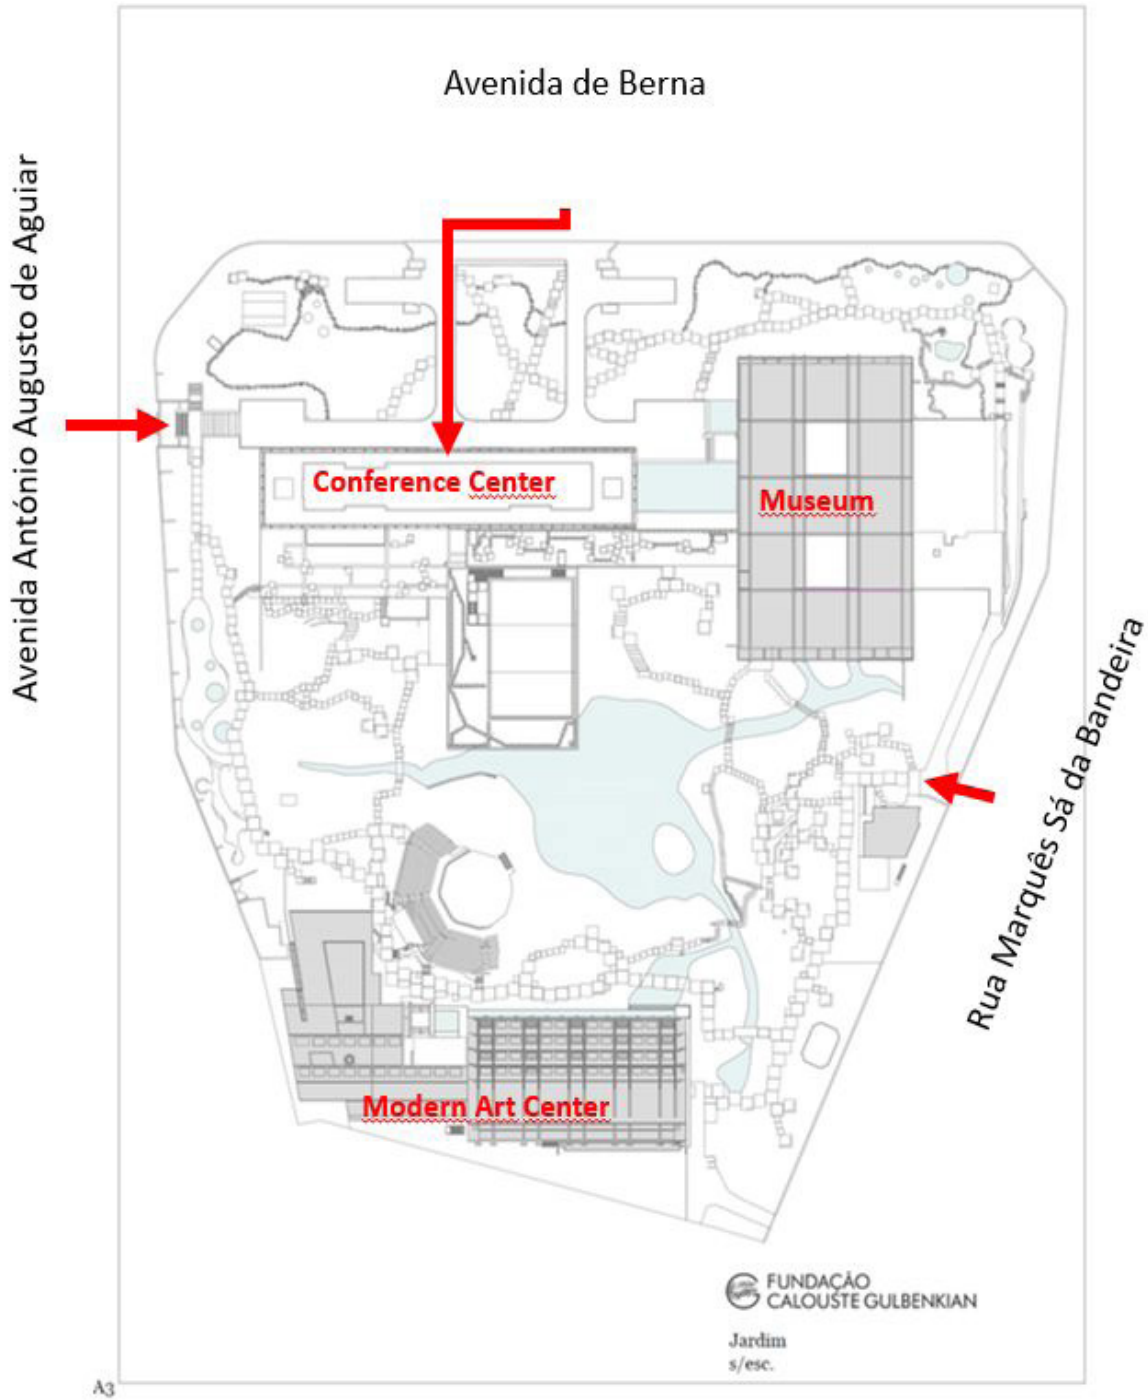 Avenida de Berna
Avenida António Augusto de Aguiar
Conference Center
Museum
Rua Marquês Sá da Bandeira
Modern Art Center
FUNDAÇÃO
CALOUSTE GULBENKIAN
Jardim
s/esc.
A3